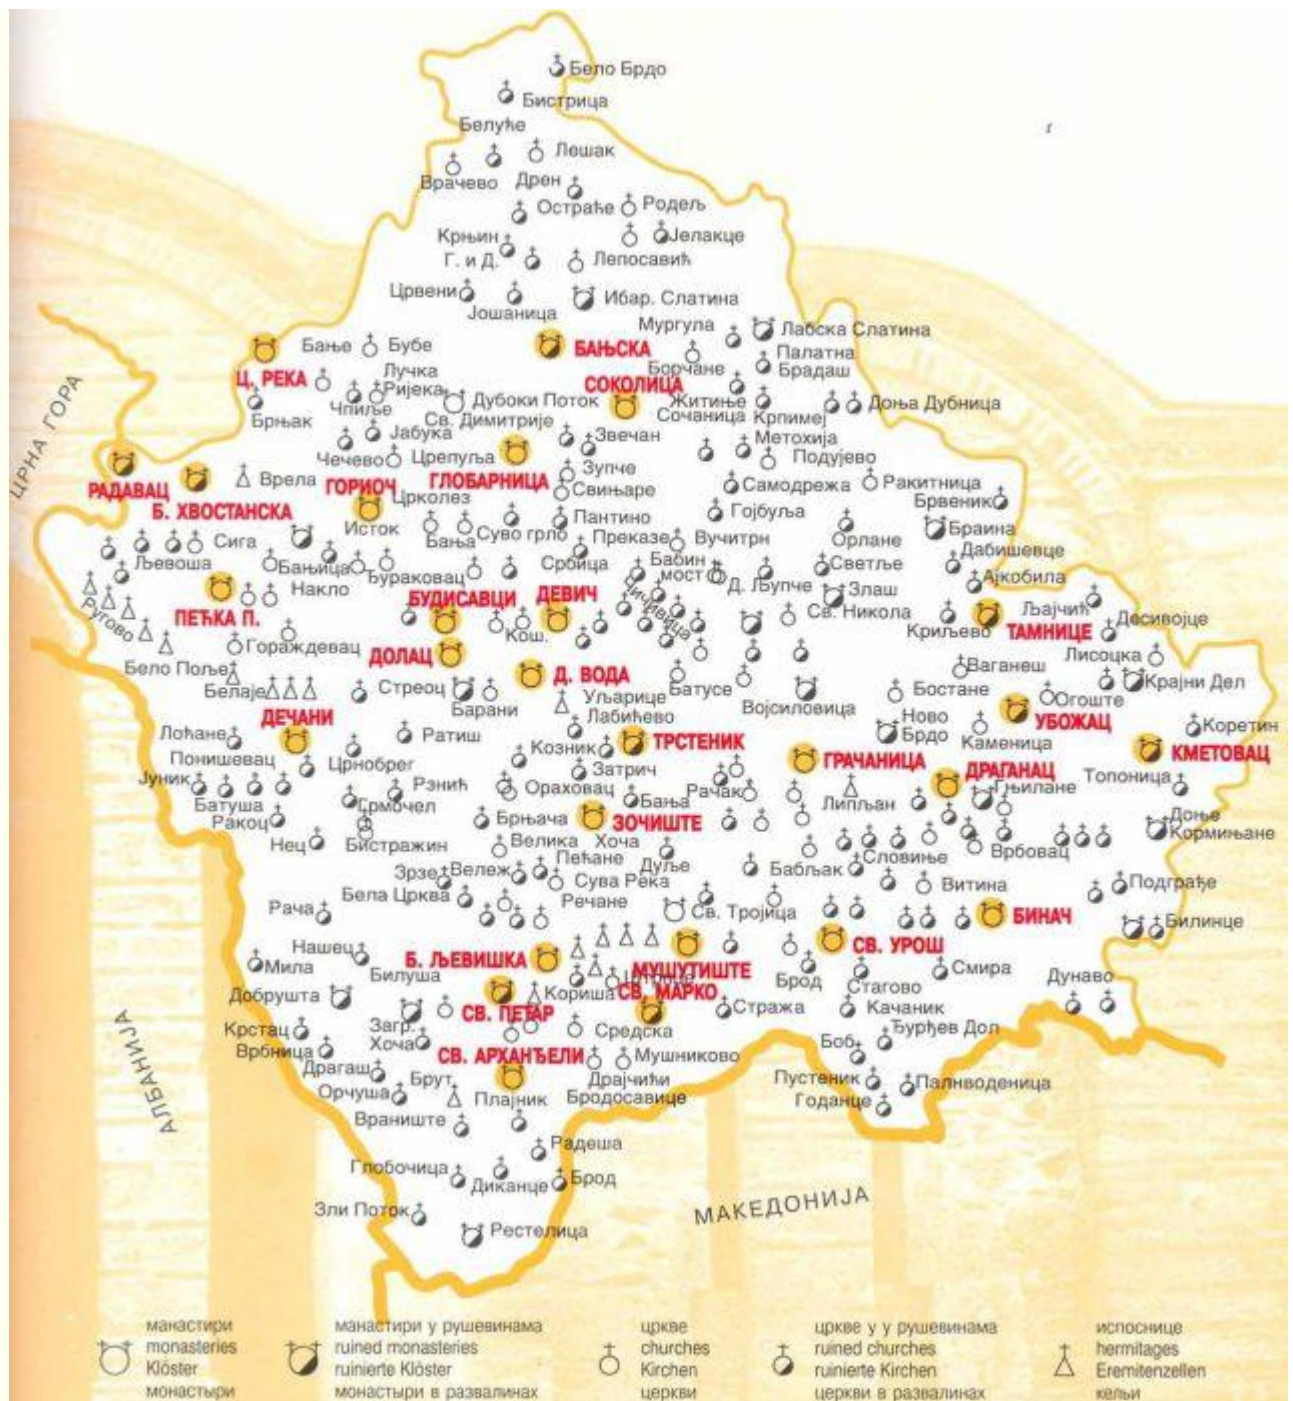 Бело Брдо
Бистрица
Белуће
Лешак
Врачево
Дрен
Остраће
Родељ
Јелакце
Крњин
Г. и Д.
Лепосавић
Црвени
Јошаница
Ибар. Слатина
Мургула
Лабска Слатина
Бање
Бубе
БАЊСКА
Борчане
Палатна
Брадаш
Ц. РЕКА
Лучка
Ријека
СОКОЛИЦА
Дубоки Поток
Житиње
Доња Дубница
Брњак
Чпиље
Св. Димитрије
Сочаница
Крпимеј
ЦРНА ГОРА
Јабука
Звечан
Метохија
Чечево
Црепуља
Подујево
РАДАВАЦ
Врела
ГОРИОЧ
ГЛОБАРНИЦА
Зупче
Свињаре
Самодрежа
Ракитница
Брвеник
Б. ХВОСТАНСКА
Црколез
Исток
Бања
Суво грло
Пантино
Гојбуља
Орлане
Браина
Сига
Преказе
Вучитрн
Дабишевце
Љевоша
Бањица
Ђураковац
Србица
Бабин
мост
Светље
Ајкобила
Накло
Д. Љупче
Злаш
Љајчић
Ругово
ПЕЋКА П.
БУДИСАВЦИ
ДЕВИЧ
Св. Никола
Криљево
ТАМНИЦЕ
Десивојце
Гораждевац
Кош.
ДОЛАЦ
Лисоцка
Бело Поље
Д. ВОДА
Ваганеш
Крајни Дел
Белаје
Стреоц
Барани
Уљарице
Батусе
Војсиловица
Бостане
Огоште
ДЕЧАНИ
Лабићево
Ново
Брдо
УБОЖАЦ
Коретин
Лоћане
Ратиш
Козник
ТРСТЕНИК
ГРАЧАНИЦА
Каменица
КМЕТОВАЦ
Понишевац
Црнобрег
Затрич
ДРАГАНАЦ
Топоница
Јуник
Рзнић
Ораховац
Бања
Рачак
Липљан
Гњилане
Батуша
Грмочел
Ракоц
Брњача
ЗОЧИШТЕ
Доње
Кормињане
Нец
Бистражин
Велика
Хоча
Врбовац
Зрзе
Вележ
Пећане
Дуље
Бабљак
Словиње
Бела Црква
Сува Река
Витина
Подграђе
Рача
Речане
Св. Тројица
БИНАЧ
Билинце
Нашец
Б. ЉЕВИШКА
МУШУТИШТЕ
СВ. УРОШ
Мила
Билуша
Брод
Смира
Дунаво
Добрушта
Кориша
СВ. МАРКО
Стагово
СВ. ПЕТАР
Стража
Качаник
Крстац
Загр.
Хоча
Средска
Ђурђев Дол
Врбница
СВ. АРХАНЂЕЛИ
Мушниково
Боб
АЛБАНИЈА
Драгаш
Брут
Драјчићи
Пустеник
Палнводеница
Орчуша
Плајник
Бродосавице
Годанце
Враниште
Радеша
Глобочица
Диканце
Брод
Зли Поток
Рестелица
МАКЕДОНИЈА
манастири
monasteries
Klöster
монастыри
манастири у рушевинама
ruined monasteries
ruinierte Klöster
монастыри в развалинах
цркве
churches
Kirchen
церкви
цркве у у рушевинама
ruined churches
ruinierte Kirchen
церкви в развалинах
испоснице
hermitages
Eremitenzellen
кельи